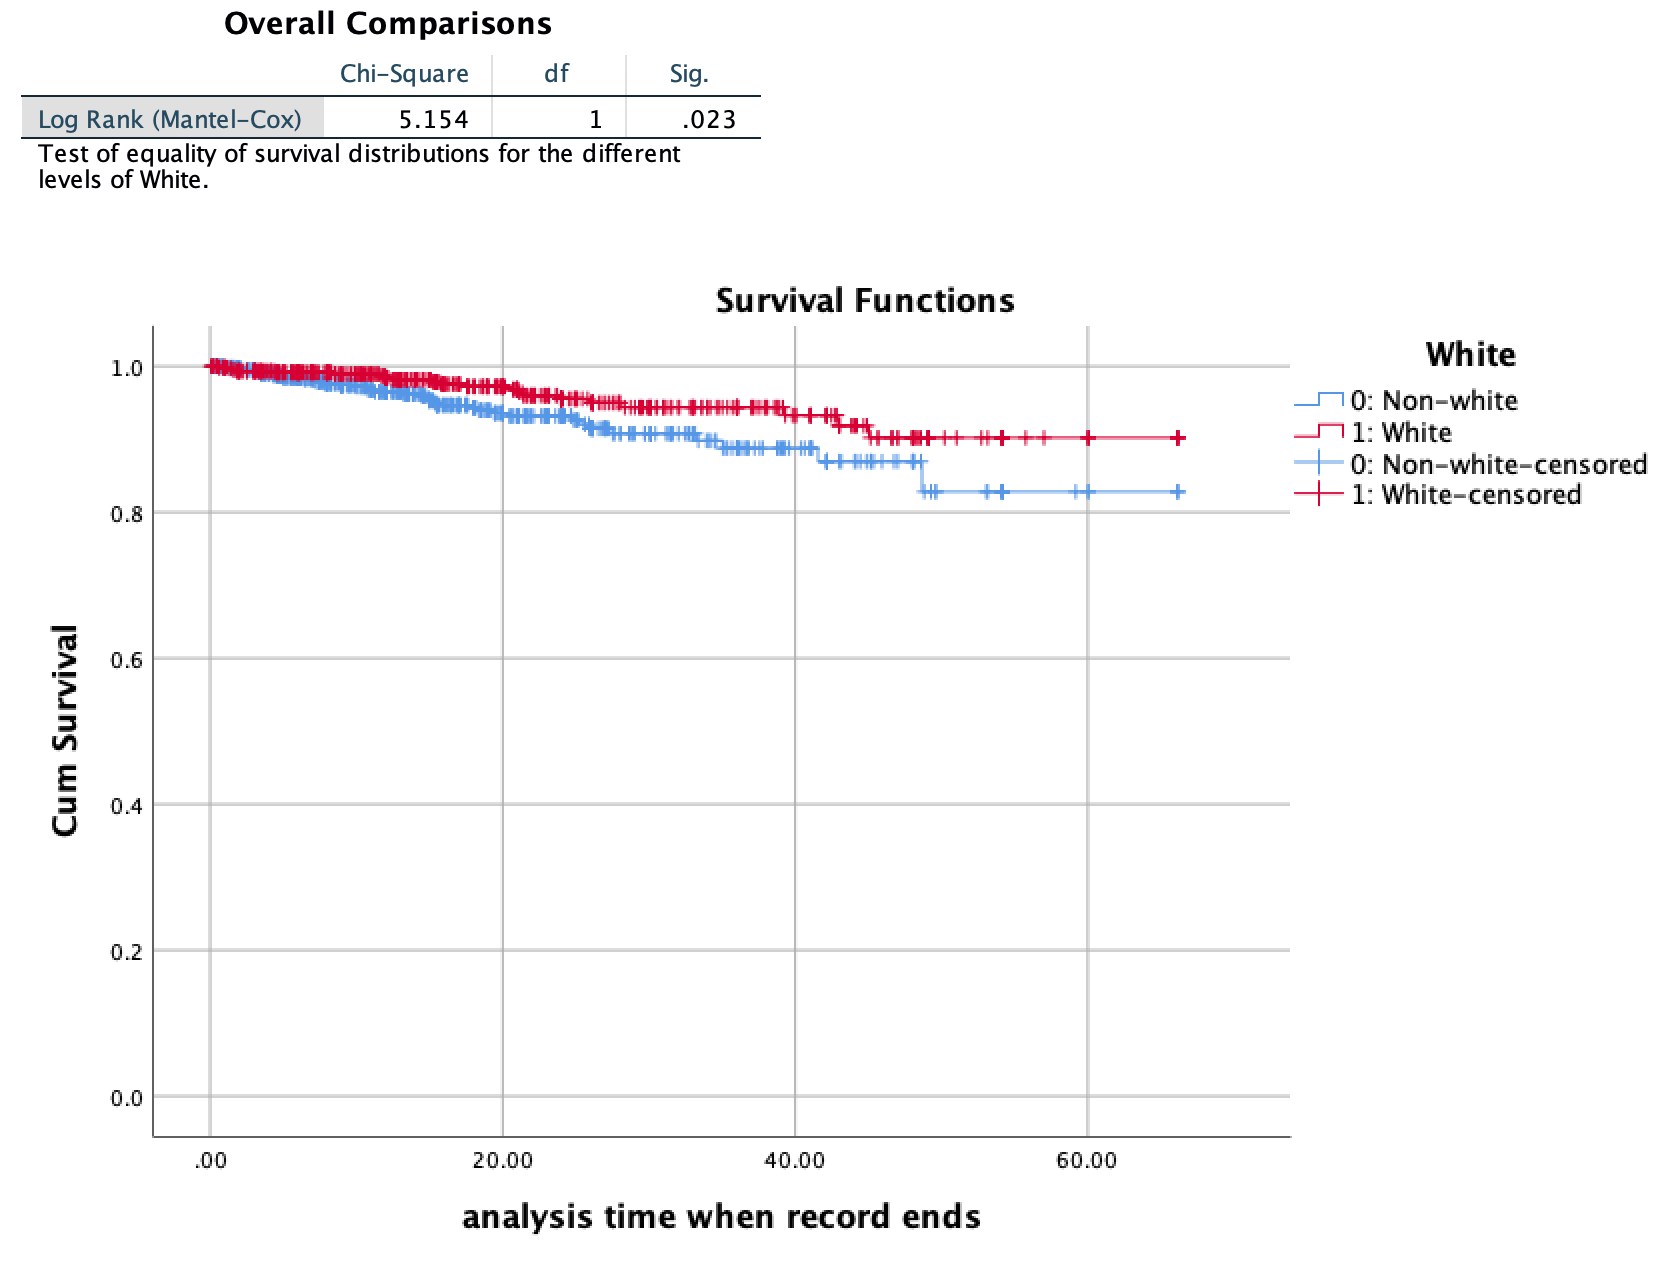 Overall Comparisons
Chi-Square df Sig.
Log Rank (Mantel-Cox) 5.154 1 .023
Test of equality of survival distributions for the different
levels of White.
Survival Functions
White
0: Non-white
1: White
0: Non-white-censored
1: White-censored
Cum Survival
1.0
0.8
0.6
0.4
0.2
0.0
.00 20.00 40.00 60.00
analysis time when record ends